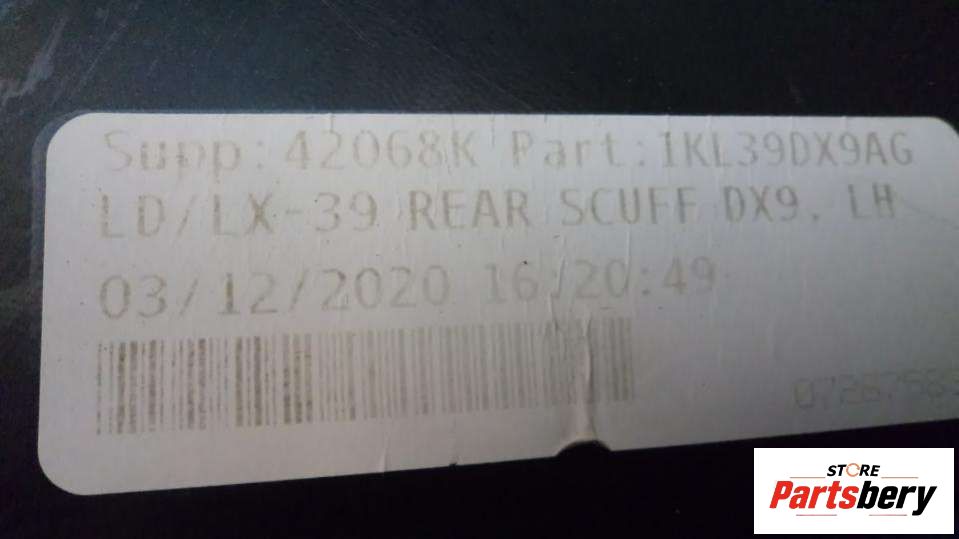 Supp: 42068K Part: 1KL39DX9AG
LD/LX-39 REAR SCUFF DX9, LH
03/12/2020 16:20:49
STORE
Partsbery